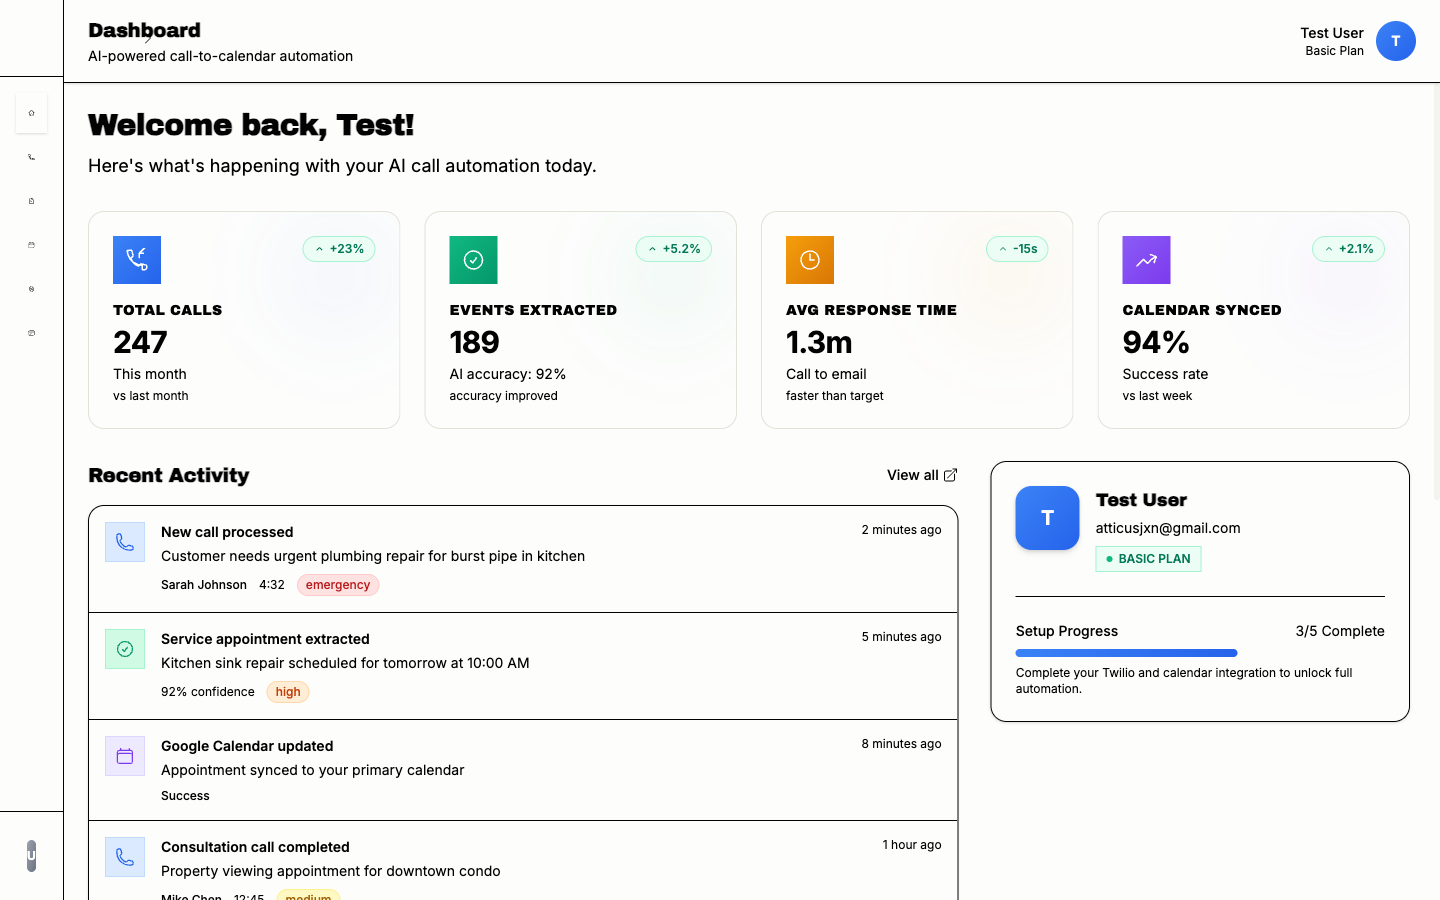 Dashboard
AI-powered call-to-calendar automation
Test User
Basic Plan
T
Welcome back, Test!
Here's what's happening with your AI call automation today.
+23%
TOTAL CALLS
247
This month
vs last month
+5.2%
EVENTS EXTRACTED
189
AI accuracy: 92%
accuracy improved
-15s
AVG RESPONSE TIME
1.3m
Call to email
faster than target
+2.1%
CALENDAR SYNCED
94%
Success rate
vs last week
Recent Activity
View all
New call processed
2 minutes ago
Customer needs urgent plumbing repair for burst pipe in kitchen
Sarah Johnson 4:32 emergency
Service appointment extracted
5 minutes ago
Kitchen sink repair scheduled for tomorrow at 10:00 AM
92% confidence high
Google Calendar updated
8 minutes ago
Appointment synced to your primary calendar
Success
Consultation call completed
1 hour ago
Property viewing appointment for downtown condo
Mike Chen 12:45 medium
T
Test User
atticusjxn@gmail.com
BASIC PLAN
Setup Progress
3/5 Complete
Complete your Twilio and calendar integration to unlock full
automation.
U